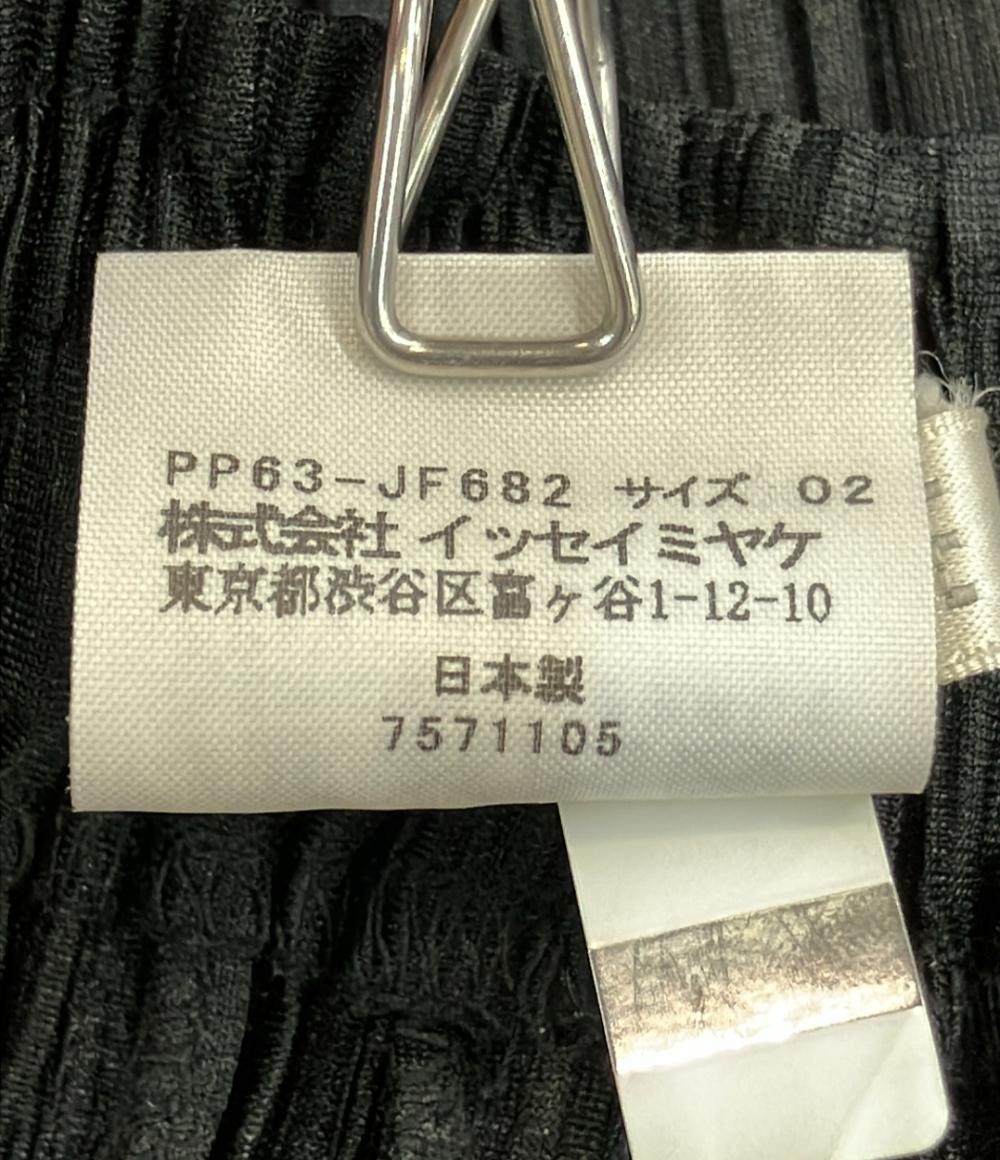 PP63-JF682 サイズ 02
株式会社 イッセイミヤケ
東京都渋谷区富ヶ谷1-12-10
日本製
7571105